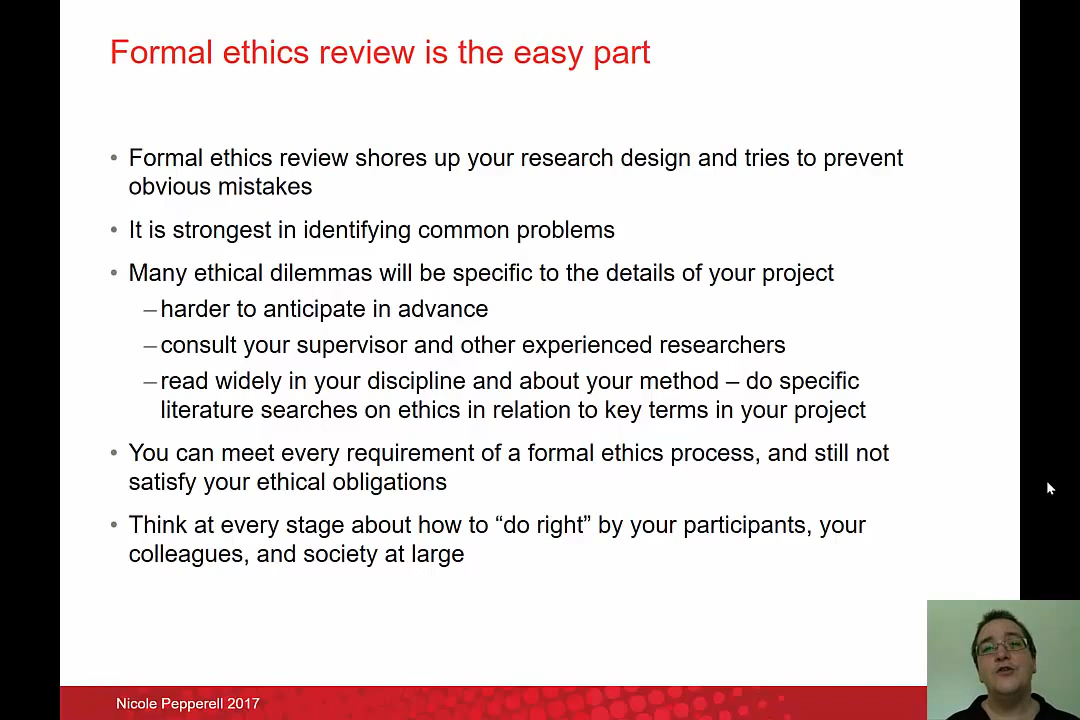 Formal ethics review is the easy part
• Formal ethics review shores up your research design and tries to prevent
obvious mistakes
• It is strongest in identifying common problems
• Many ethical dilemmas will be specific to the details of your project
–harder to anticipate in advance
–consult your supervisor and other experienced researchers
–read widely in your discipline and about your method – do specific
literature searches on ethics in relation to key terms in your project
• You can meet every requirement of a formal ethics process, and still not
satisfy your ethical obligations
• Think at every stage about how to “do right” by your participants, your
colleagues, and society at large
Nicole Pepperell 2017